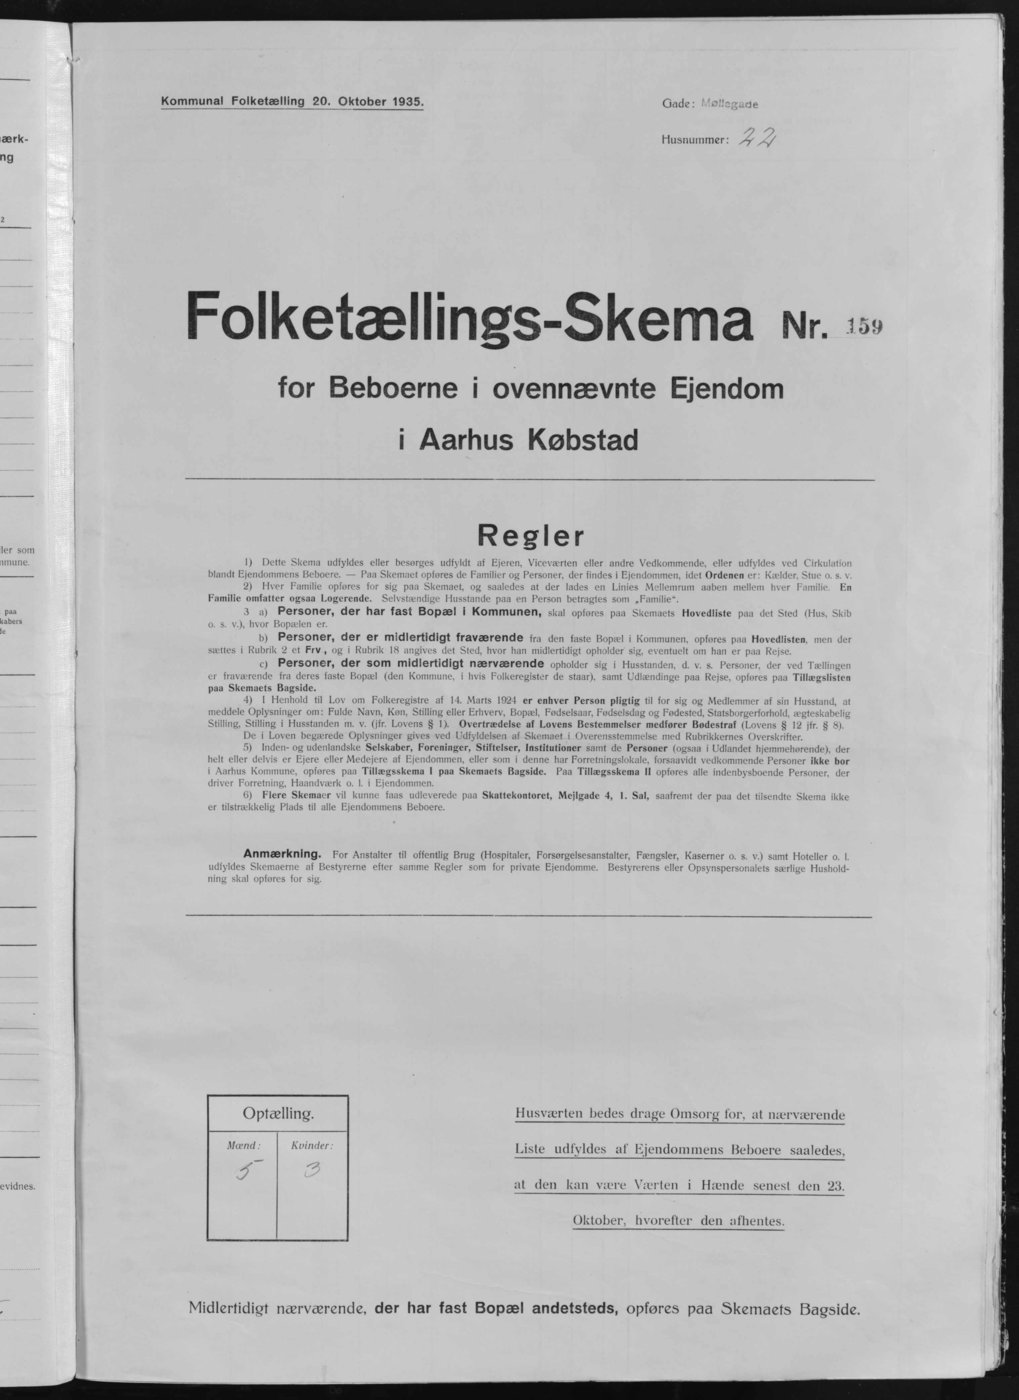 Kommunal Folketælling 20. Oktober 1935.
Gade: Møllegade
Husnummer: 22
Folketællings-Skema Nr. 159
for Beboerne i ovennævnte Ejendom
i Aarhus Købstad
Regler
1) Dette Skema udfyldes eller besørges udfyldt af Ejeren, Viceværten eller andre Vedkommende, eller udfyldes ved Cirkulation
blandt Ejendommens Beboere. — Paa Skemaet opføres de Familier og Personer, der findes i Ejendommen, idet Ordenen er: Kælder, Stue o. s. v.
2) Hver Familie opføres for sig paa Skemaet, og saaledes at der lades en Linies Mellemrum aaben mellem hver Familie. En
Familie omfatter ogsaa Logerende. Selvstændige Husstande paa en Person betragtes som „Familie“.
3 a) Personer, der har fast Bopæl i Kommunen, skal opføres paa Skemaets Hovedliste paa det Sted (Hus, Skib
o. s. v.), hvor Bopælen er.
b) Personer, der er midlertidigt fraværende fra den faste Bopæl i Kommunen, opføres paa Hovedlisten, men der
sættes i Rubrik 2 et Frv, og i Rubrik 18 angives det Sted, hvor han midlertidigt opholder sig, eventuelt om han er paa Rejse.
c) Personer, der som midlertidigt nærværende opholder sig i Husstanden, d. v. s. Personer, der ved Tællingen
er fraværende fra deres faste Bopæl (den Kommune, i hvis Folkeregister de staar), samt Udlændinge paa Rejse, opføres paa Tillægslisten
paa Skemaets Bagside.
4) I Henhold til Lov om Folkeregistre af 14. Marts 1924 er enhver Person pligtig til for sig og Medlemmer af sin Husstand, at
meddele Oplysninger om: Fulde Navn, Køn, Stilling eller Erhverv, Bopæl, Fødselsaar, Fødselsdag og Fødested, Statsborgerforhold, ægteskabelig
Stilling, Stilling i Husstanden m. v. (jfr. Lovens § 1). Overtrædelse af Lovens Bestemmelser medfører Bødestraf (Lovens § 12 jfr. § 8).
De i Loven begærede Oplysninger gives ved Udfyldelsen af Skemaet i Overensstemmelse med Rubrikkernes Overskrifter.
5) Inden- og udenlandske Selskaber, Foreninger, Stiftelser, Institutioner samt de Personer (ogsaa i Udlandet hjemmehørende), der
helt eller delvis er Ejere eller Medejere af Ejendommen, eller som i denne har Forretningslokale, forsaavidt vedkommende Personer ikke bor
i Aarhus Kommune, opføres paa Tillægsskema I paa Skemaets Bagside. Paa Tillægsskema II opføres alle indenbysboende Personer, der
driver Forretning, Haandværk o. l. i Ejendommen.
6) Flere Skemaer vil kunne faas udleverede paa Skattekontoret, Mejlgade 4, 1. Sal, saafremt der paa det tilsendte Skema ikke
er tilstrækkelig Plads til alle Ejendommens Beboere.
Anmærkning. For Anstalter til offentlig Brug (Hospitaler, Forsørgelsesanstalter, Fængsler, Kaserner o. s. v.) samt Hoteller o. l.
udfyldes Skemaerne af Bestyrerne efter samme Regler som for private Ejendomme. Bestyrerens eller Opsynspersonalets særlige Hushold-
ning skal opføres for sig.
Optælling.
Mænd: Kvinder:
5 3
Husværten bedes drage Omsorg for, at nærværende
Liste udfyldes af Ejendommens Beboere saaledes,
at den kan være Værten i Hænde senest den 23.
Oktober, hvorefter den afhentes.
Midlertidigt nærværende, der har fast Bopæl andetsteds, opføres paa Skemaets Bagside.
ærk-
ng
2
ler som
mmune.
paa
kabers
de
evidnes.